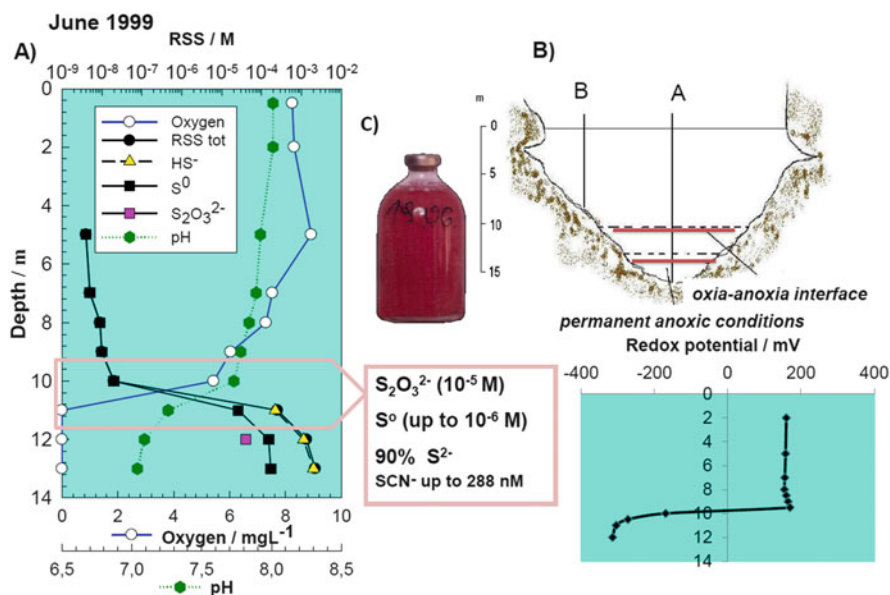 June 1999
A)
RSS / M
10⁻⁹ 10⁻⁸ 10⁻⁷ 10⁻⁶ 10⁻⁵ 10⁻⁴ 10⁻³ 10⁻²
0
2
4
6
8
10
12
14
Depth / m
Oxygen
RSS tot
HS⁻
S⁰
S₂O₃²⁻
pH
0 2 4 6 8 10
Oxygen / mgL⁻¹
6,5 7,0 7,5 8,0 8,5
pH
S₂O₃²⁻ (10⁻⁵ M)
Sº (up to 10⁻⁶ M)
90% S²⁻
SCN⁻ up to 288 nM
C)
B)
m
0
5
10
15
B A
oxia-anoxia interface
permanent anoxic conditions
Redox potential / mV
-400 -200 0 200 400
0
2
4
6
8
10
12
14